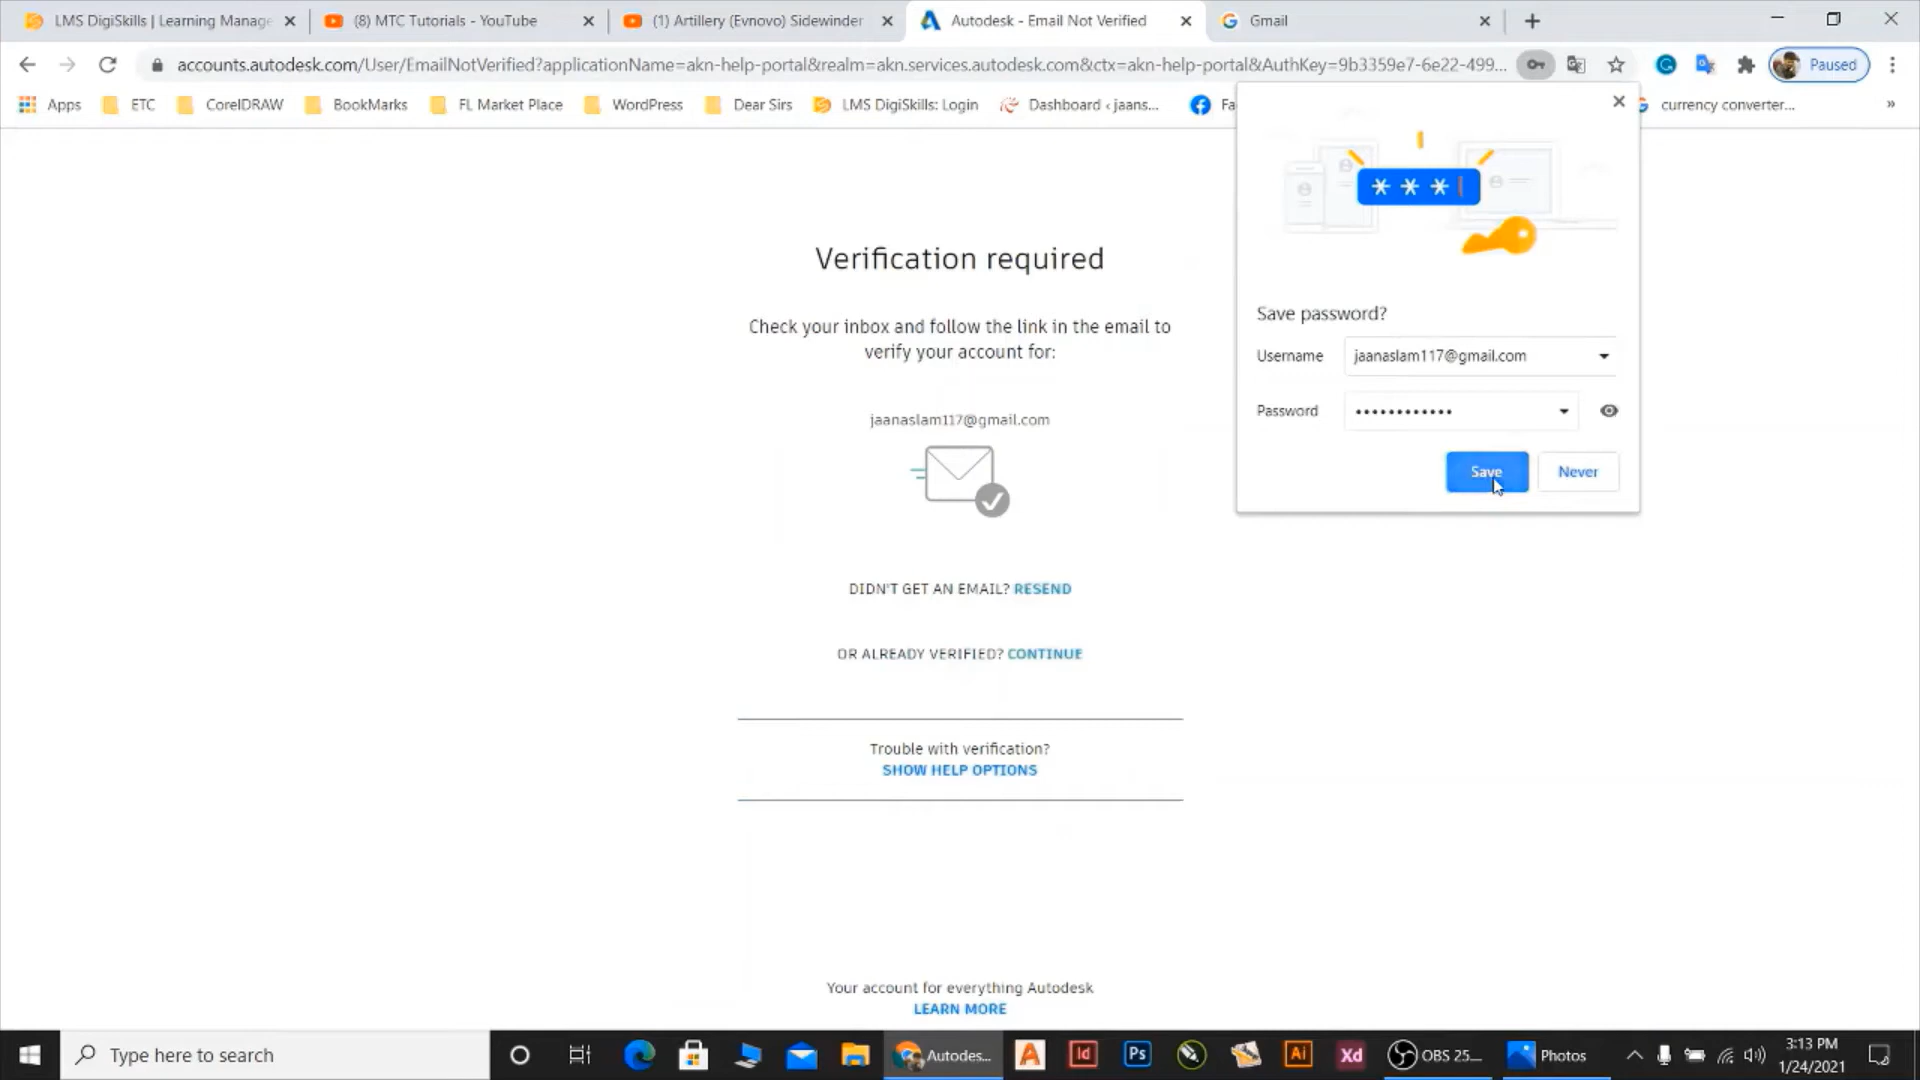 LMS DigiSkills | Learning Manage
(8) MTC Tutorials - YouTube
(1) Artillery (Evnovo) Sidewinder
Autodesk - Email Not Verified
Gmail
accounts.autodesk.com/User/EmailNotVerified?applicationName=akn-help-portal&realm=akn.services.autodesk.com&ctx=akn-help-portal&AuthKey=9b3359e7-6e22-499...
Paused
Apps
ETC
CorelDRAW
BookMarks
FL Market Place
WordPress
Dear Sirs
LMS DigiSkills: Login
Dashboard ‹ jaans...
Fa
currency converter...
»
Save password?
Username
jaanaslam117@gmail.com
Password
••••••••••••
Save
Never
Verification required
Check your inbox and follow the link in the email to
verify your account for:
jaanaslam117@gmail.com
DIDN'T GET AN EMAIL? RESEND
OR ALREADY VERIFIED? CONTINUE
Trouble with verification?
SHOW HELP OPTIONS
Your account for everything Autodesk
LEARN MORE
Type here to search
Autodes...
Id
Ps
Ai
Xd
OBS 25....
Photos
3:13 PM
1/24/2021